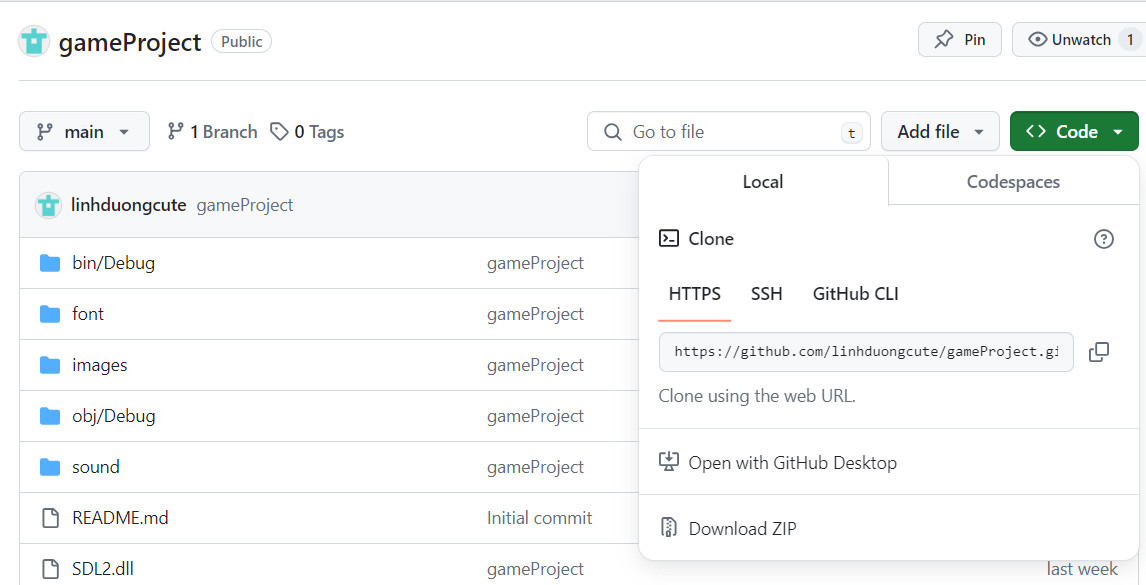 gameProject Public Pin Unwatch 1
main 1 Branch 0 Tags Go to file t Add file Code
Local Codespaces
linhduongcute gameProject
Clone
bin/Debug gameProject
HTTPS SSH GitHub CLI
font gameProject
https://github.com/linhduongcute/gameProject.gi
images gameProject
Clone using the web URL.
obj/Debug gameProject
sound gameProject
Open with GitHub Desktop
README.md Initial commit
Download ZIP
SDL2.dll gameProject last week